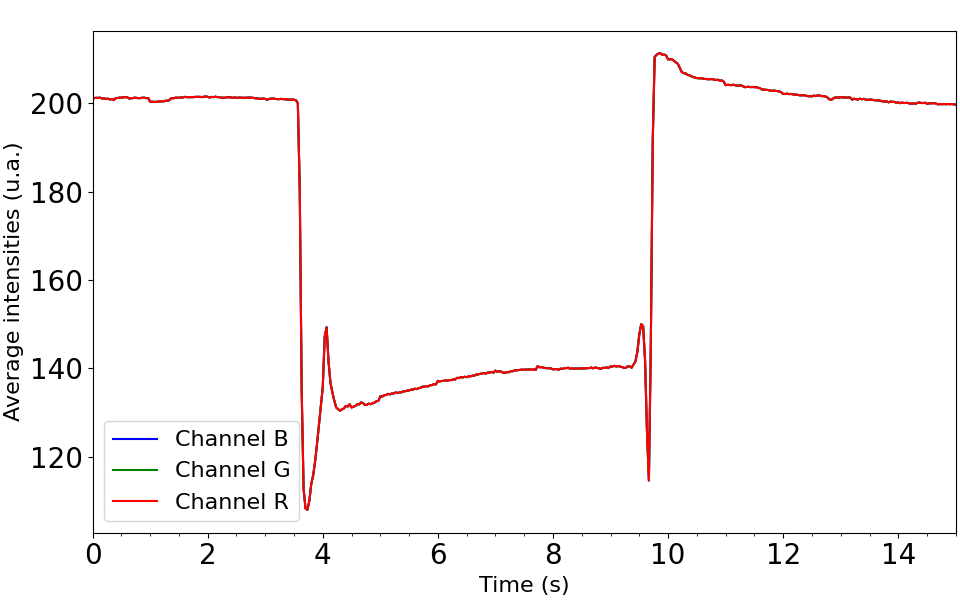 Average intensities (u.a.)
200
180
160
140
120
Channel B
Channel G
Channel R
0 2 4 6 8 10 12 14
Time (s)